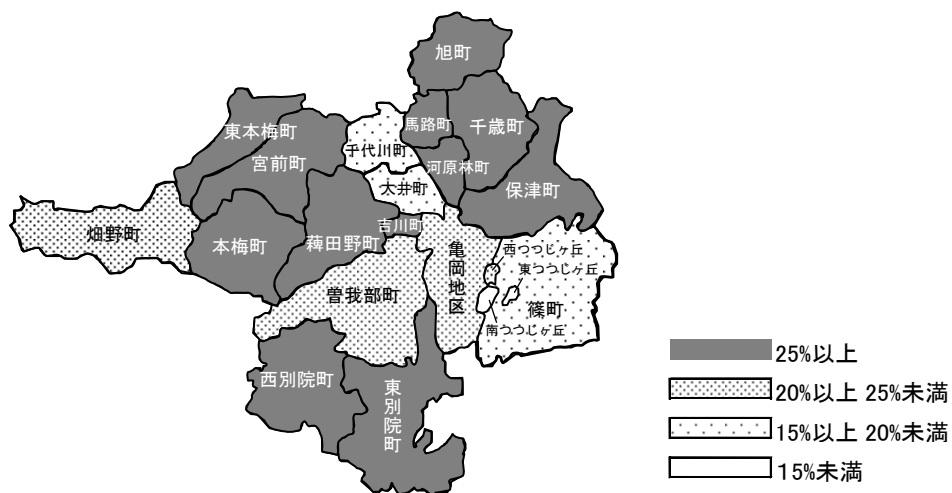 旭町
東本梅町
馬路町
千歳町
千代川町
宮前町
河原林町
保津町
大井町
畑野町
本梅町
薭田野町
吉川町
亀岡地区
西つつじヶ丘
東つつじヶ丘
曽我部町
篠町
南つつじヶ丘
西別院町
東別院町
25%以上
20%以上 25%未満
15%以上 20%未満
15%未満